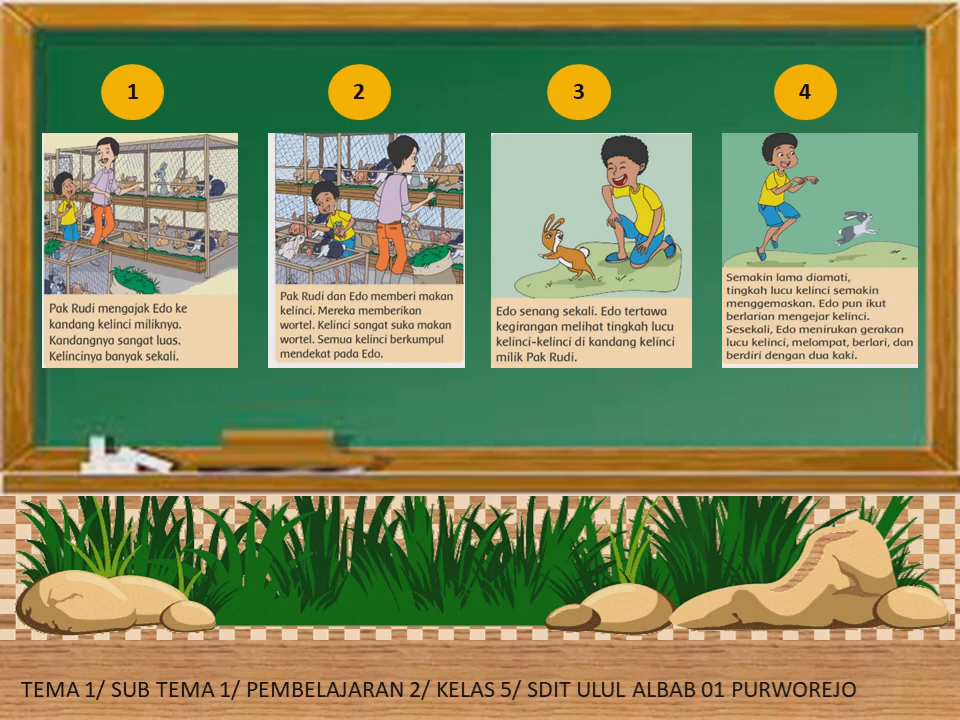 1
2
3
4
Pak Rudi mengajak Edo ke
kandang kelinci miliknya.
Kandangnya sangat luas.
Kelincinya banyak sekali.
Pak Rudi dan Edo memberi makan
kelinci. Mereka memberikan
wortel. Kelinci sangat suka makan
wortel. Semua kelinci berkumpul
mendekat pada Edo.
Edo senang sekali. Edo tertawa
kegirangan melihat tingkah lucu
kelinci-kelinci di kandang kelinci
milik Pak Rudi.
Semakin lama diamati,
tingkah lucu kelinci semakin
menggemaskan. Edo pun ikut
berlarian mengejar kelinci.
Sesekali, Edo menirukan gerakan
lucu kelinci, melompat, berlari, dan
berdiri dengan dua kaki.
TEMA 1/ SUB TEMA 1/ PEMBELAJARAN 2/ KELAS 5/ SDIT ULUL ALBAB 01 PURWOREJO